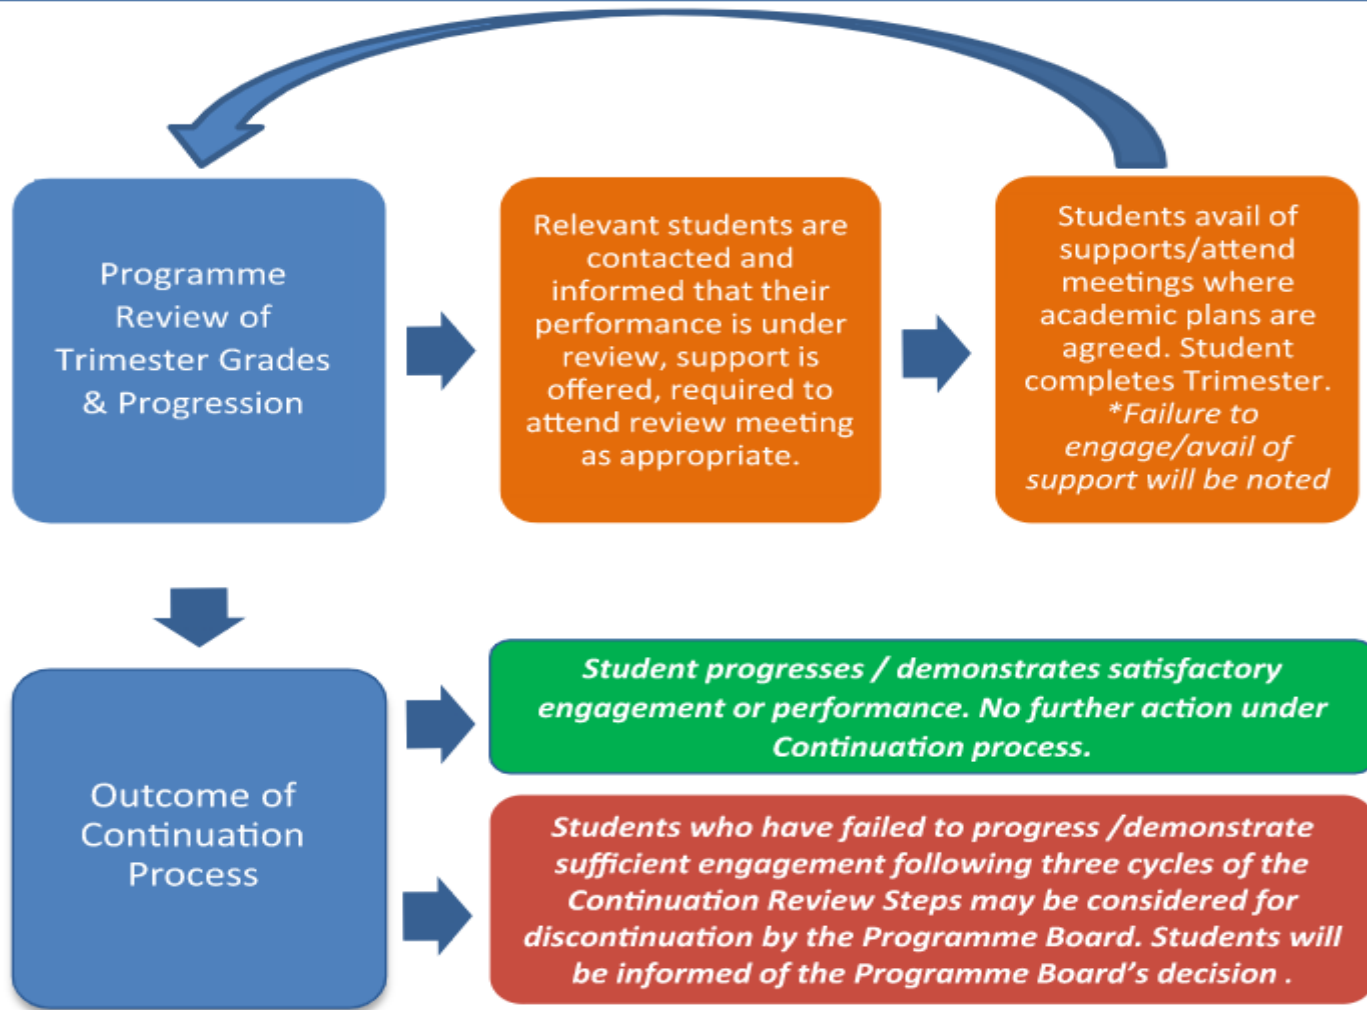 Programme
Review of
Trimester Grades
& Progression
Relevant students are
contacted and
informed that their
performance is under
review, support is
offered, required to
attend review meeting
as appropriate.
Students avail of
supports/attend
meetings where
academic plans are
agreed. Student
completes Trimester.
*Failure to
engage/avail of
support will be noted
Outcome of
Continuation
Process
Student progresses / demonstrates satisfactory
engagement or performance. No further action under
Continuation process.
Students who have failed to progress /demonstrate
sufficient engagement following three cycles of the
Continuation Review Steps may be considered for
discontinuation by the Programme Board. Students will
be informed of the Programme Board’s decision .